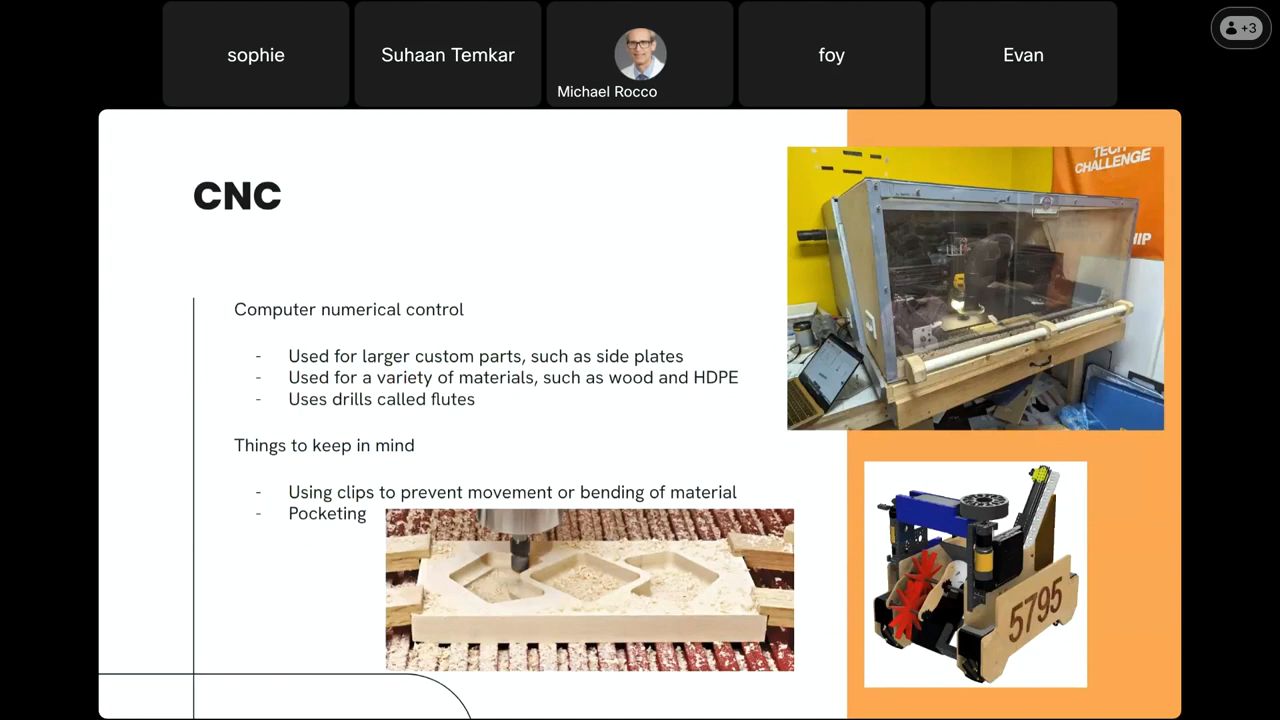 sophie
Suhaan Temkar
Michael Rocco
foy
Evan
+3
CNC
Computer numerical control
- Used for larger custom parts, such as side plates
- Used for a variety of materials, such as wood and HDPE
- Uses drills called flutes
Things to keep in mind
- Using clips to prevent movement or bending of material
- Pocketing
TECH
CHALLENGE
5795